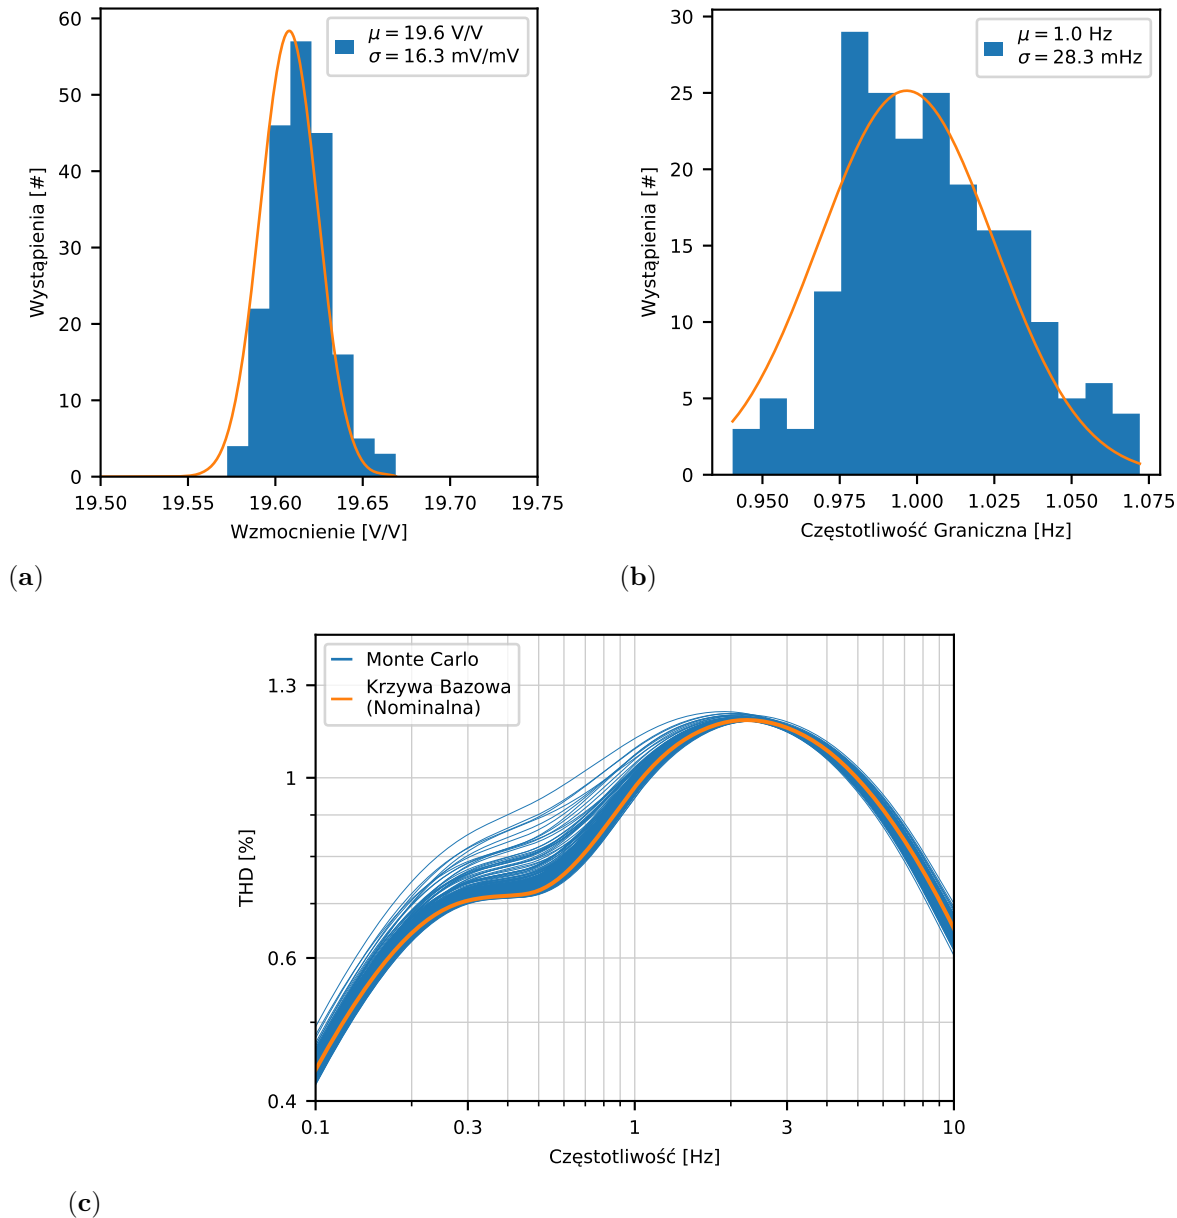 60
50
40
30
20
10
0
Wystąpienia [#]
μ = 19.6 V/V
σ = 16.3 mV/mV
19.50 19.55 19.60 19.65 19.70 19.75
Wzmocnienie [V/V]
(a)
30
25
20
15
10
5
0
Wystąpienia [#]
μ = 1.0 Hz
σ = 28.3 mHz
0.950 0.975 1.000 1.025 1.050 1.075
Częstotliwość Graniczna [Hz]
(b)
Monte Carlo
Krzywa Bazowa
(Nominalna)
1.3
1
0.6
0.4
THD [%]
0.1 0.3 1 3 10
Częstotliwość [Hz]
(c)